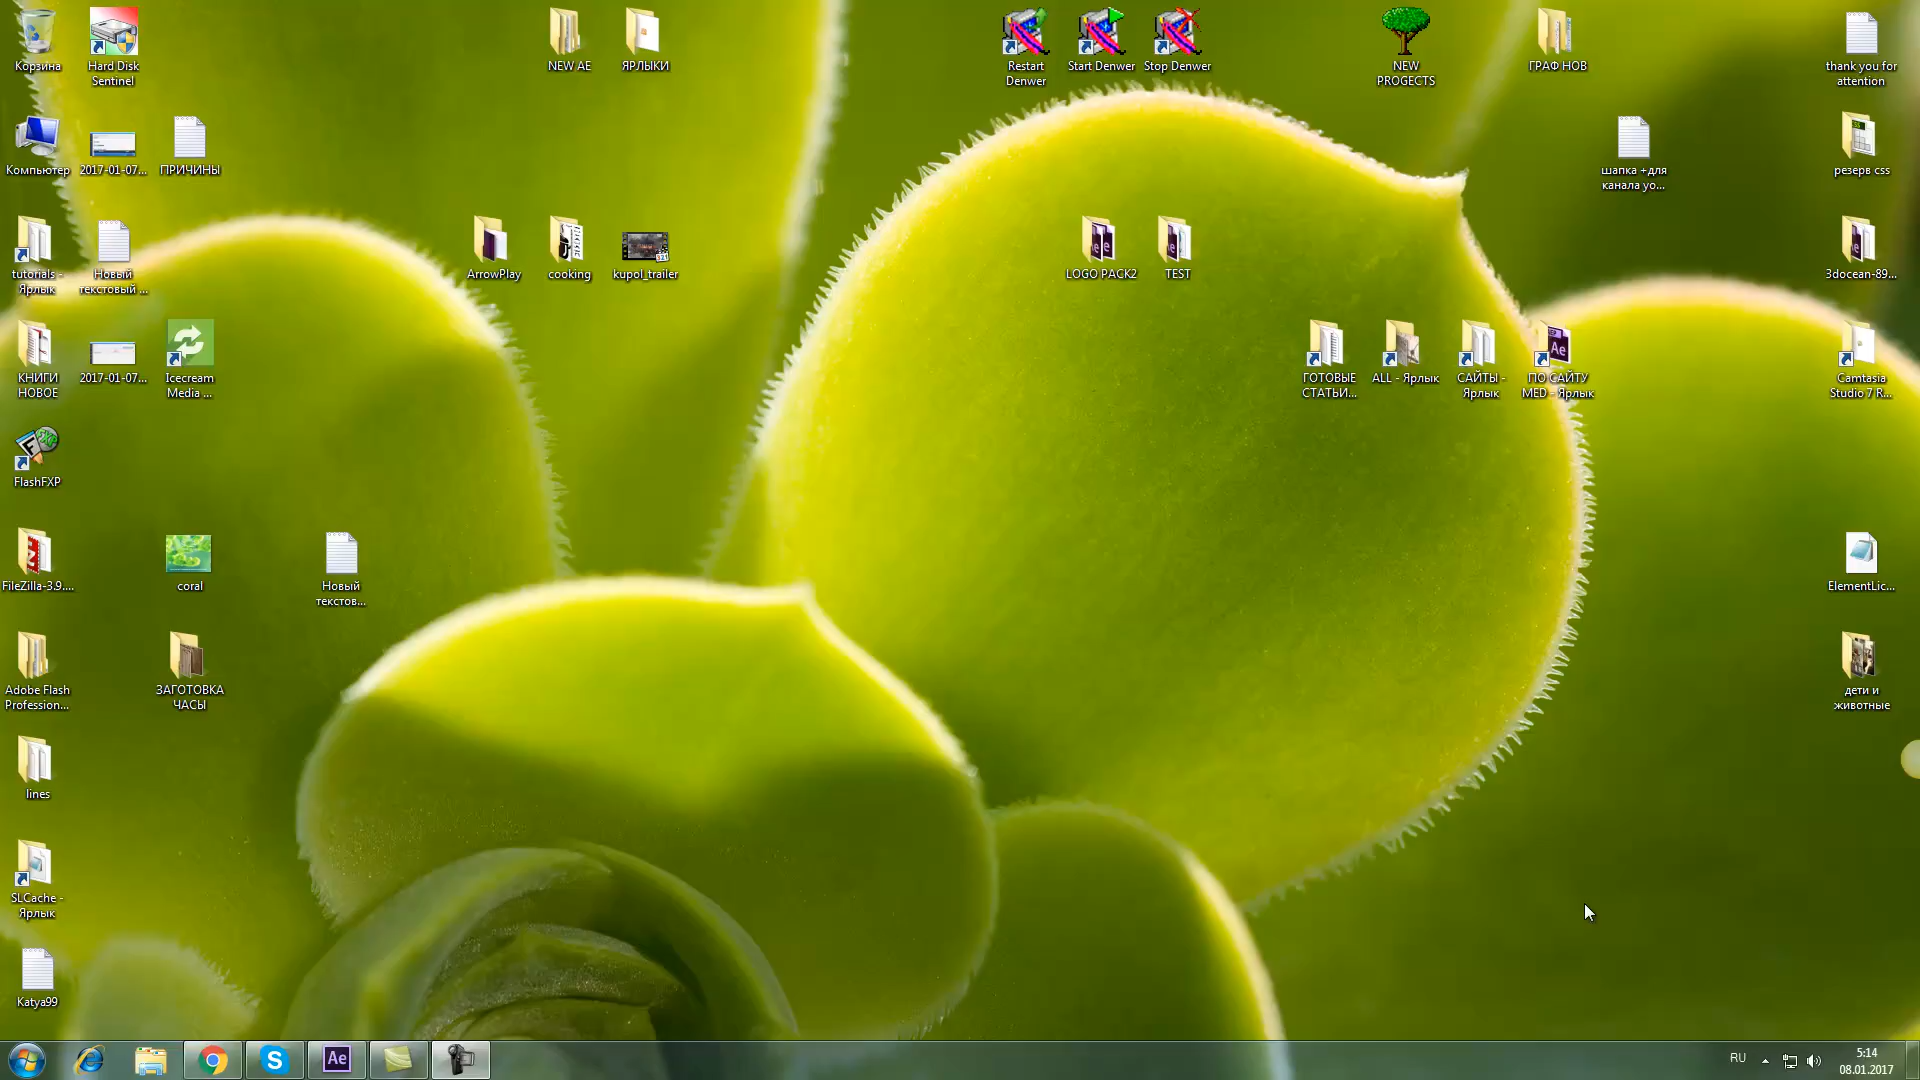 Корзина
Hard Disk
Sentinel
NEW AE
ЯРЛЫКИ
Restart
Denwer
Start Denwer
Stop Denwer
NEW
PROGECTS
ГРАФ НОВ
thank you for
attention
Компьютер
2017-01-07...
ПРИЧИНЫ
шапка +для
канала yo...
резерв css
tutorials -
Ярлык
Новый
текстовый ...
ArrowPlay
cooking
kupol_trailer
LOGO PACK2
TEST
3docean-89...
КНИГИ
НОВОЕ
2017-01-07...
Icecream
Media ...
ГОТОВЫЕ
СТАТЬИ...
ALL - Ярлык
САЙТЫ -
Ярлык
Ae
ПО САЙТУ
MED - Ярлык
Camtasia
Studio 7 R...
FlashFXP
FileZilla-3.9....
coral
Новый
текстов...
ElementLic...
Adobe Flash
Profession...
ЗАГОТОВКА
ЧАСЫ
дети и
животные
lines
SLCache -
Ярлык
Katya99
Ae
RU
5:14
08.01.2017